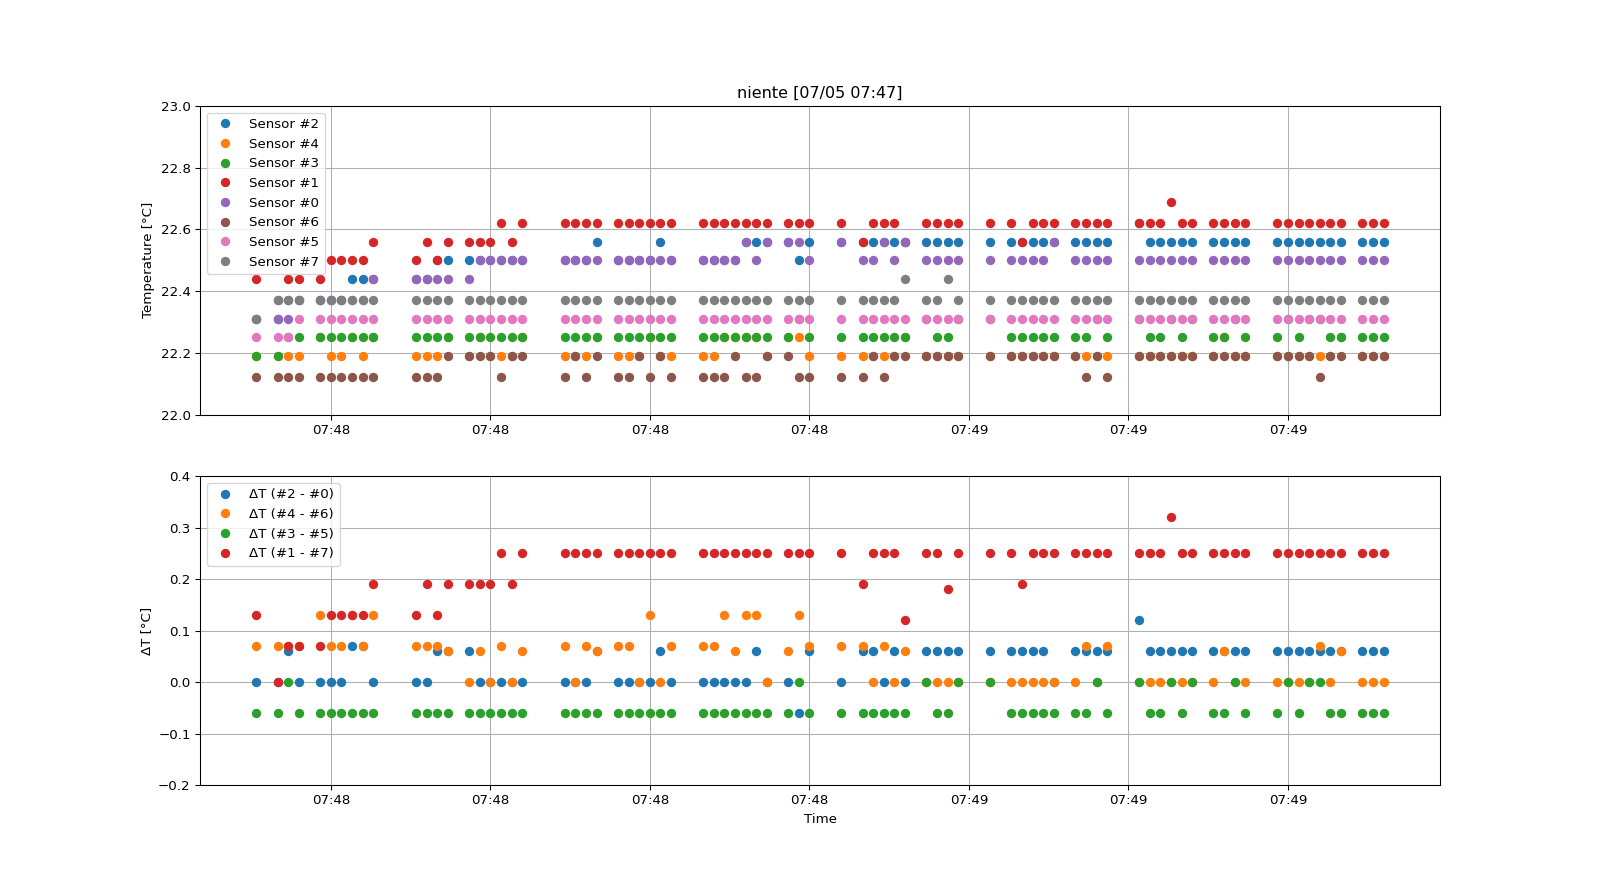 niente [07/05 07:47]
23.0
22.8
22.6
22.4
22.2
22.0
Temperature [°C]
Sensor #2
Sensor #4
Sensor #3
Sensor #1
Sensor #0
Sensor #6
Sensor #5
Sensor #7
07:48 07:48 07:48 07:48 07:49 07:49 07:49
0.4
0.3
0.2
0.1
0.0
−0.1
−0.2
ΔT [°C]
ΔT (#2 - #0)
ΔT (#4 - #6)
ΔT (#3 - #5)
ΔT (#1 - #7)
07:48 07:48 07:48 07:48 07:49 07:49 07:49
Time